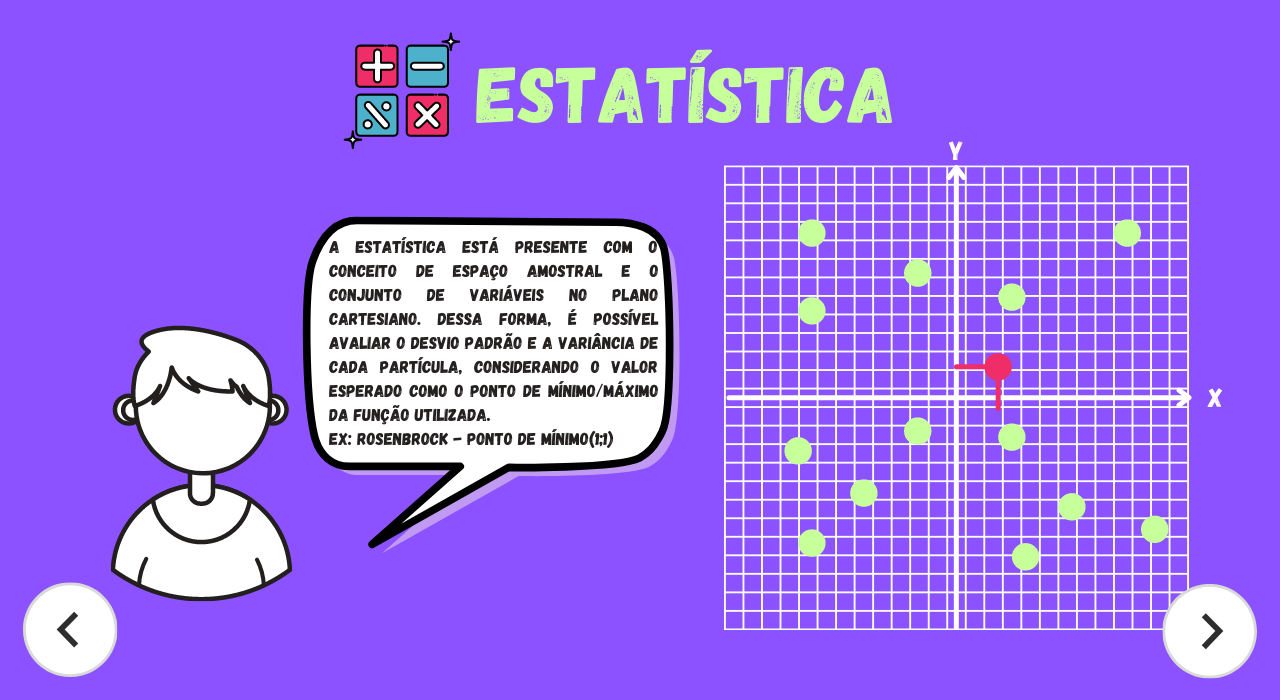 ESTATÍSTICA
A ESTATÍSTICA ESTÁ PRESENTE COM O
CONCEITO DE ESPAÇO AMOSTRAL E O
CONJUNTO DE VARIÁVEIS NO PLANO
CARTESIANO. DESSA FORMA, É POSSÍVEL
AVALIAR O DESVIO PADRÃO E A VARIÂNCIA DE
CADA PARTÍCULA, CONSIDERANDO O VALOR
ESPERADO COMO O PONTO DE MÍNIMO/MÁXIMO
DA FUNÇÃO UTILIZADA.
EX: ROSENBROCK – PONTO DE MÍNIMO(1;1)
Y
X